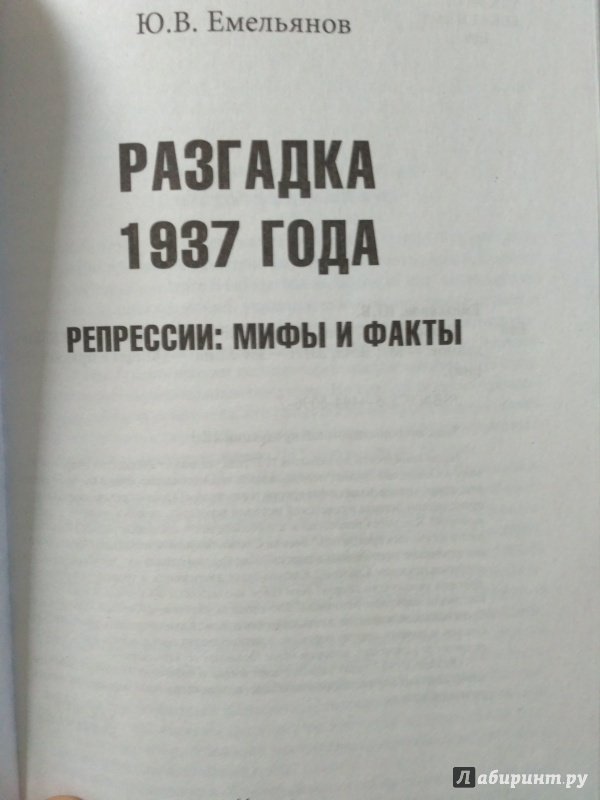 Ю.В. Емельянов
РАЗГАДКА
1937 ГОДА
РЕПРЕССИИ: МИФЫ И ФАКТЫ
Лабиринт.ру